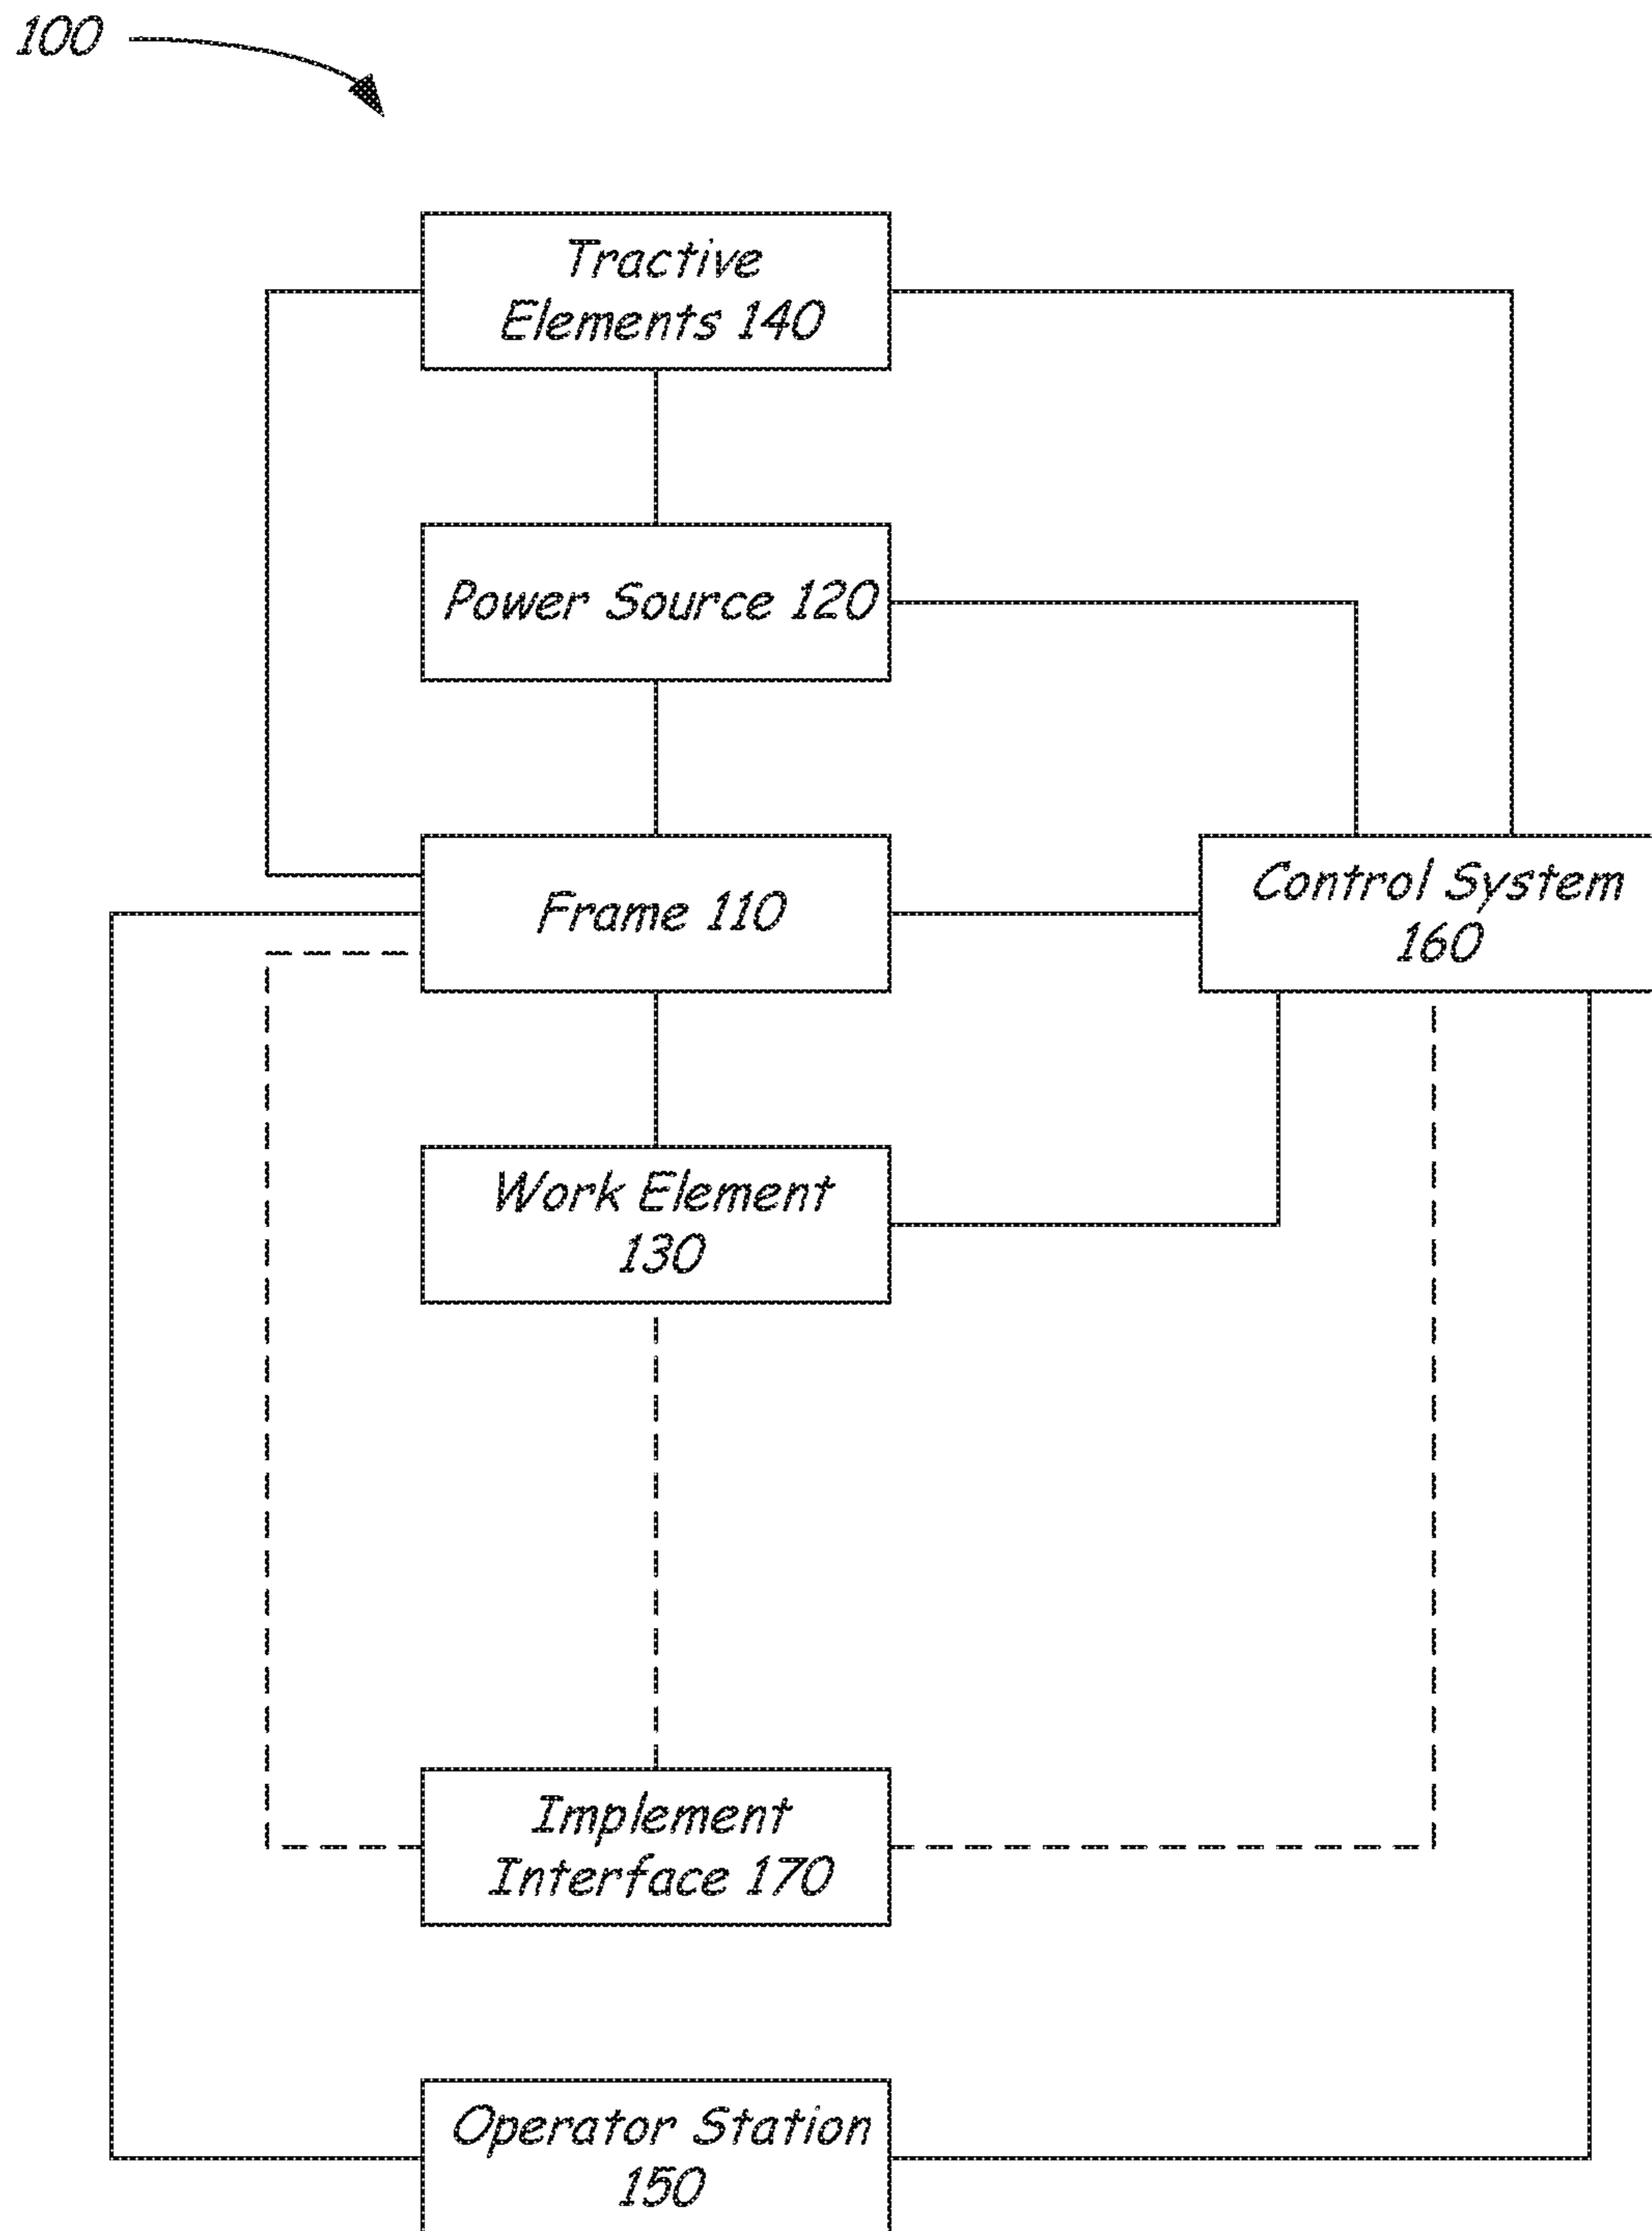 100
Tractive
Elements 140
Power Source 120
Frame 110
Control System
160
Work Element
130
Implement
Interface 170
Operator Station
150